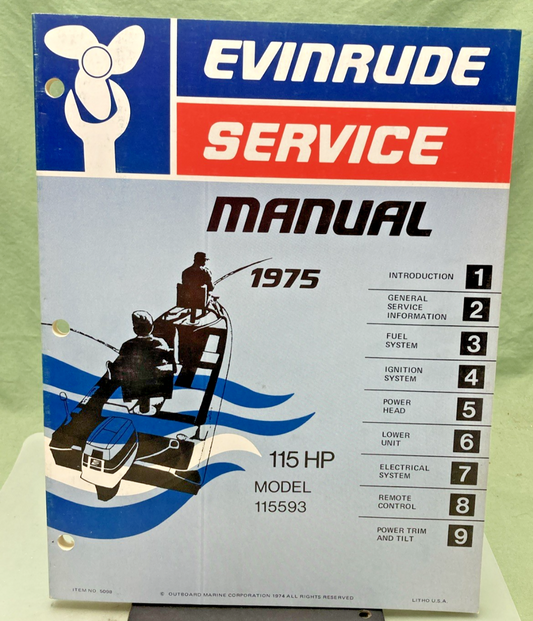 EVINRUDE
SERVICE
MANUAL
1975
INTRODUCTION 1
GENERAL
SERVICE
INFORMATION 2
FUEL
SYSTEM 3
IGNITION
SYSTEM 4
POWER
HEAD 5
LOWER
UNIT 6
ELECTRICAL
SYSTEM 7
REMOTE
CONTROL 8
POWER TRIM
AND TILT 9
115 HP
MODEL
115593
ITEM NO.
© OUTBOARD MARINE CORPORATION 1974 ALL RIGHTS RESERVED
LITHO U.S.A.